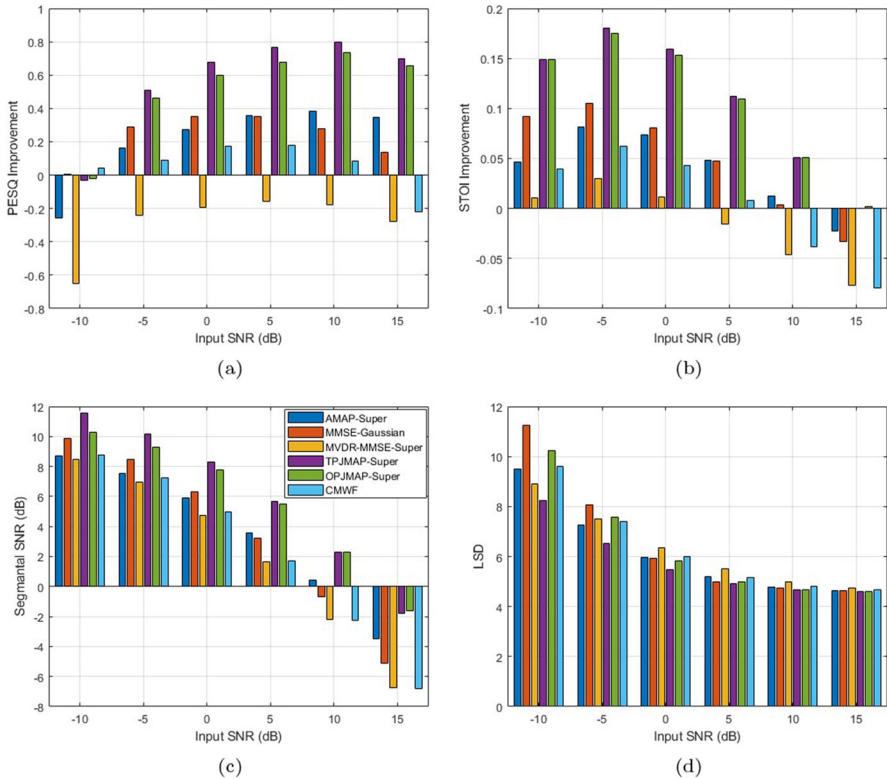 1
0.8
0.6
0.4
0.2
0
-0.2
-0.4
-0.6
-0.8
PESQ Improvement
-10 -5 0 5 10 15
Input SNR (dB)
(a)
0.2
0.15
0.1
0.05
0
-0.05
-0.1
STOI Improvement
-10 -5 0 5 10 15
Input SNR (dB)
(b)
12
10
8
6
4
2
0
-2
-4
-6
-8
Segmantal SNR (dB)
AMAP-Super
MMSE-Gaussian
MVDR-MMSE-Super
TPJMAP-Super
OPJMAP-Super
CMWF
-10 -5 0 5 10 15
Input SNR (dB)
(c)
12
10
8
6
4
2
0
LSD
-10 -5 0 5 10 15
Input SNR (dB)
(d)